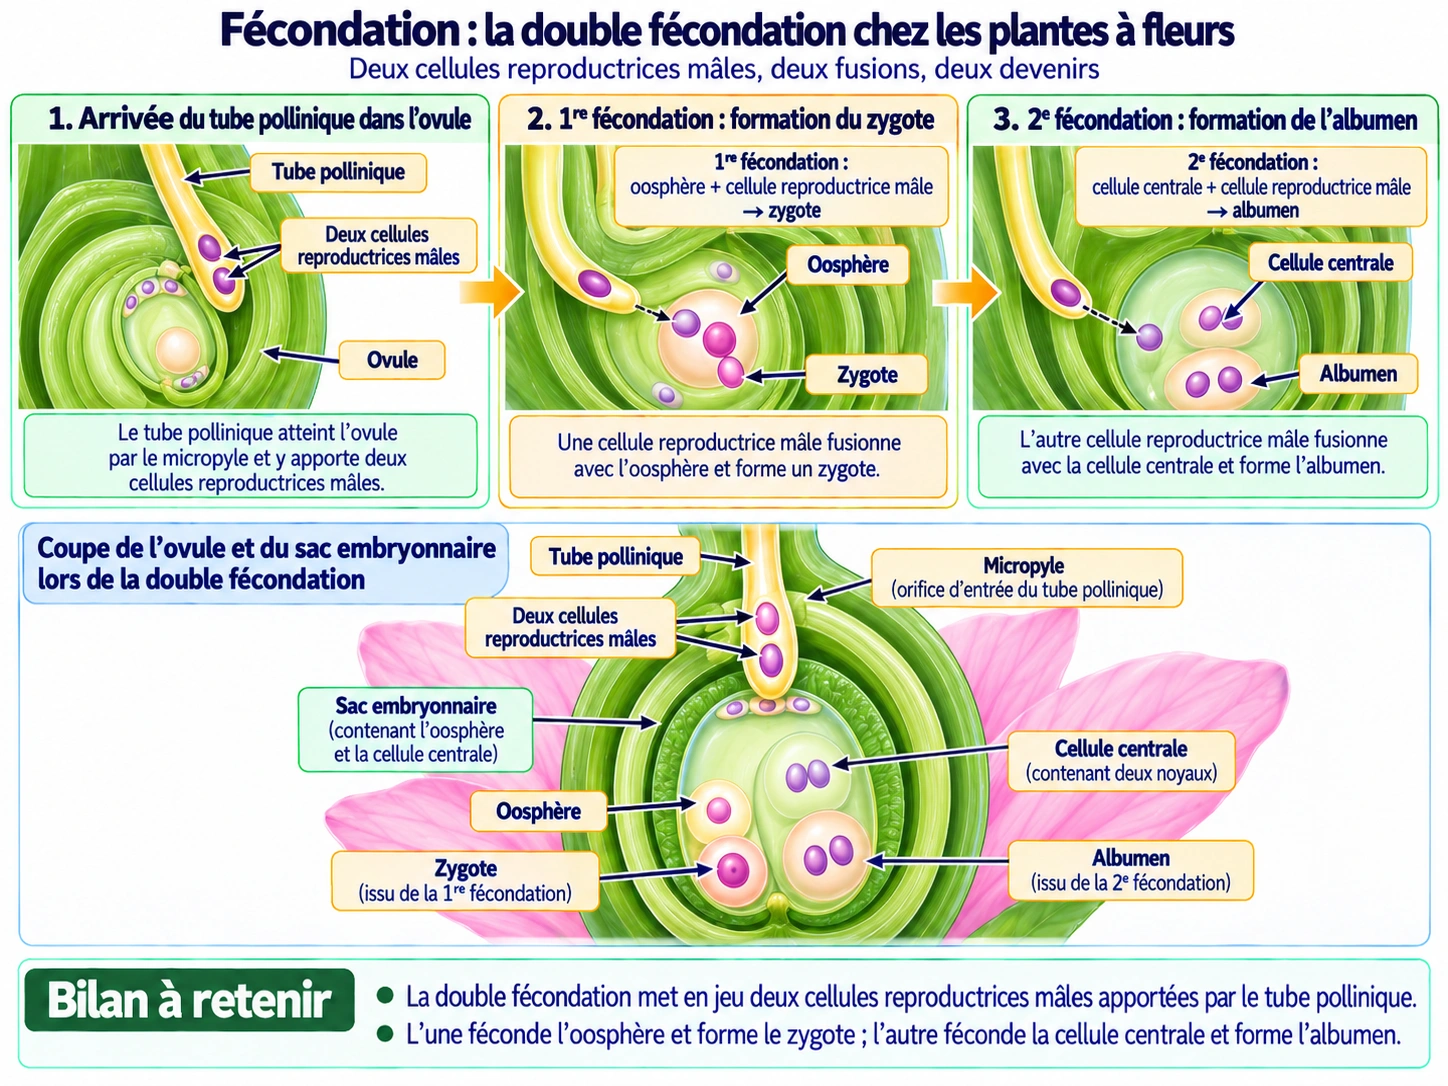 Fécondation : la double fécondation chez les plantes à fleurs
Deux cellules reproductrices mâles, deux fusions, deux devenirs
1. Arrivée du tube pollinique dans l’ovule
Tube pollinique
Deux cellules
reproductrices mâles
Ovule
Le tube pollinique atteint l’ovule
par le micropyle et y apporte deux
cellules reproductrices mâles.
2. 1re fécondation : formation du zygote
1re fécondation :
oosphère + cellule reproductrice mâle
→ zygote
Oosphère
Zygote
Une cellule reproductrice mâle fusionne
avec l’oosphère et forme un zygote.
3. 2e fécondation : formation de l’albumen
2e fécondation :
cellule centrale + cellule reproductrice mâle
→ albumen
Cellule centrale
Albumen
L’autre cellule reproductrice mâle fusionne
avec la cellule centrale et forme l’albumen.
Coupe de l’ovule et du sac embryonnaire
lors de la double fécondation
Tube pollinique
Micropyle
(orifice d’entrée du tube pollinique)
Deux cellules
reproductrices mâles
Sac embryonnaire
(contenant l’oosphère
et la cellule centrale)
Cellule centrale
(contenant deux noyaux)
Oosphère
Zygote
(issu de la 1re fécondation)
Albumen
(issu de la 2e fécondation)
Bilan à retenir
● La double fécondation met en jeu deux cellules reproductrices mâles apportées par le tube pollinique.
● L’une féconde l’oosphère et forme le zygote ; l’autre féconde la cellule centrale et forme l’albumen.